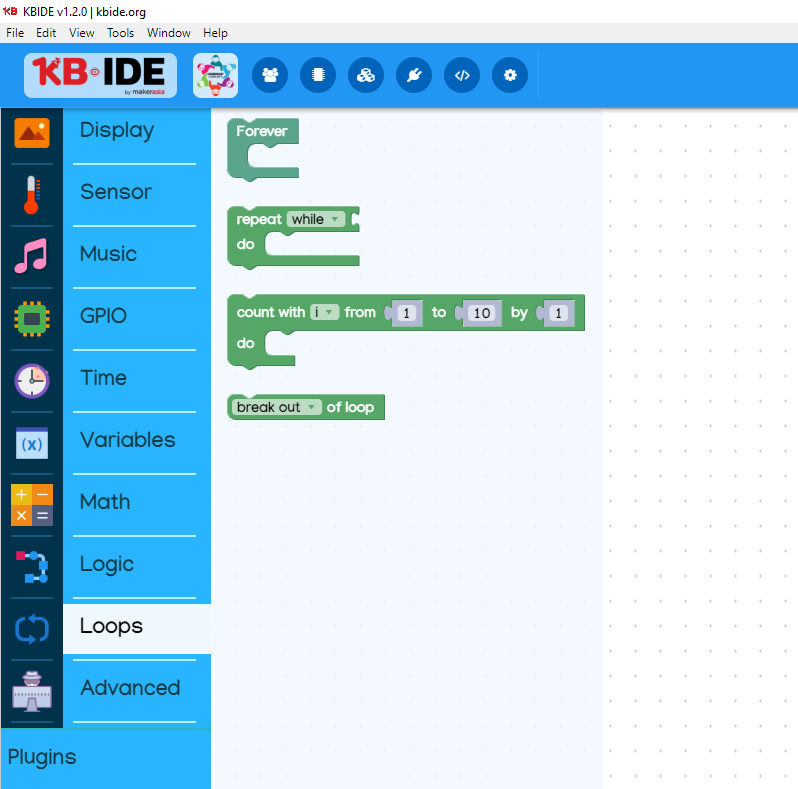 KB KBIDE v1.2.0 | kbide.org
File Edit View Tools Window Help
KB IDE
by makerasia
Display
Sensor
Music
GPIO
Time
Variables
Math
Logic
Loops
Advanced
Plugins
Forever
repeat while
do
count with i from 1 to 10 by 1
do
break out of loop